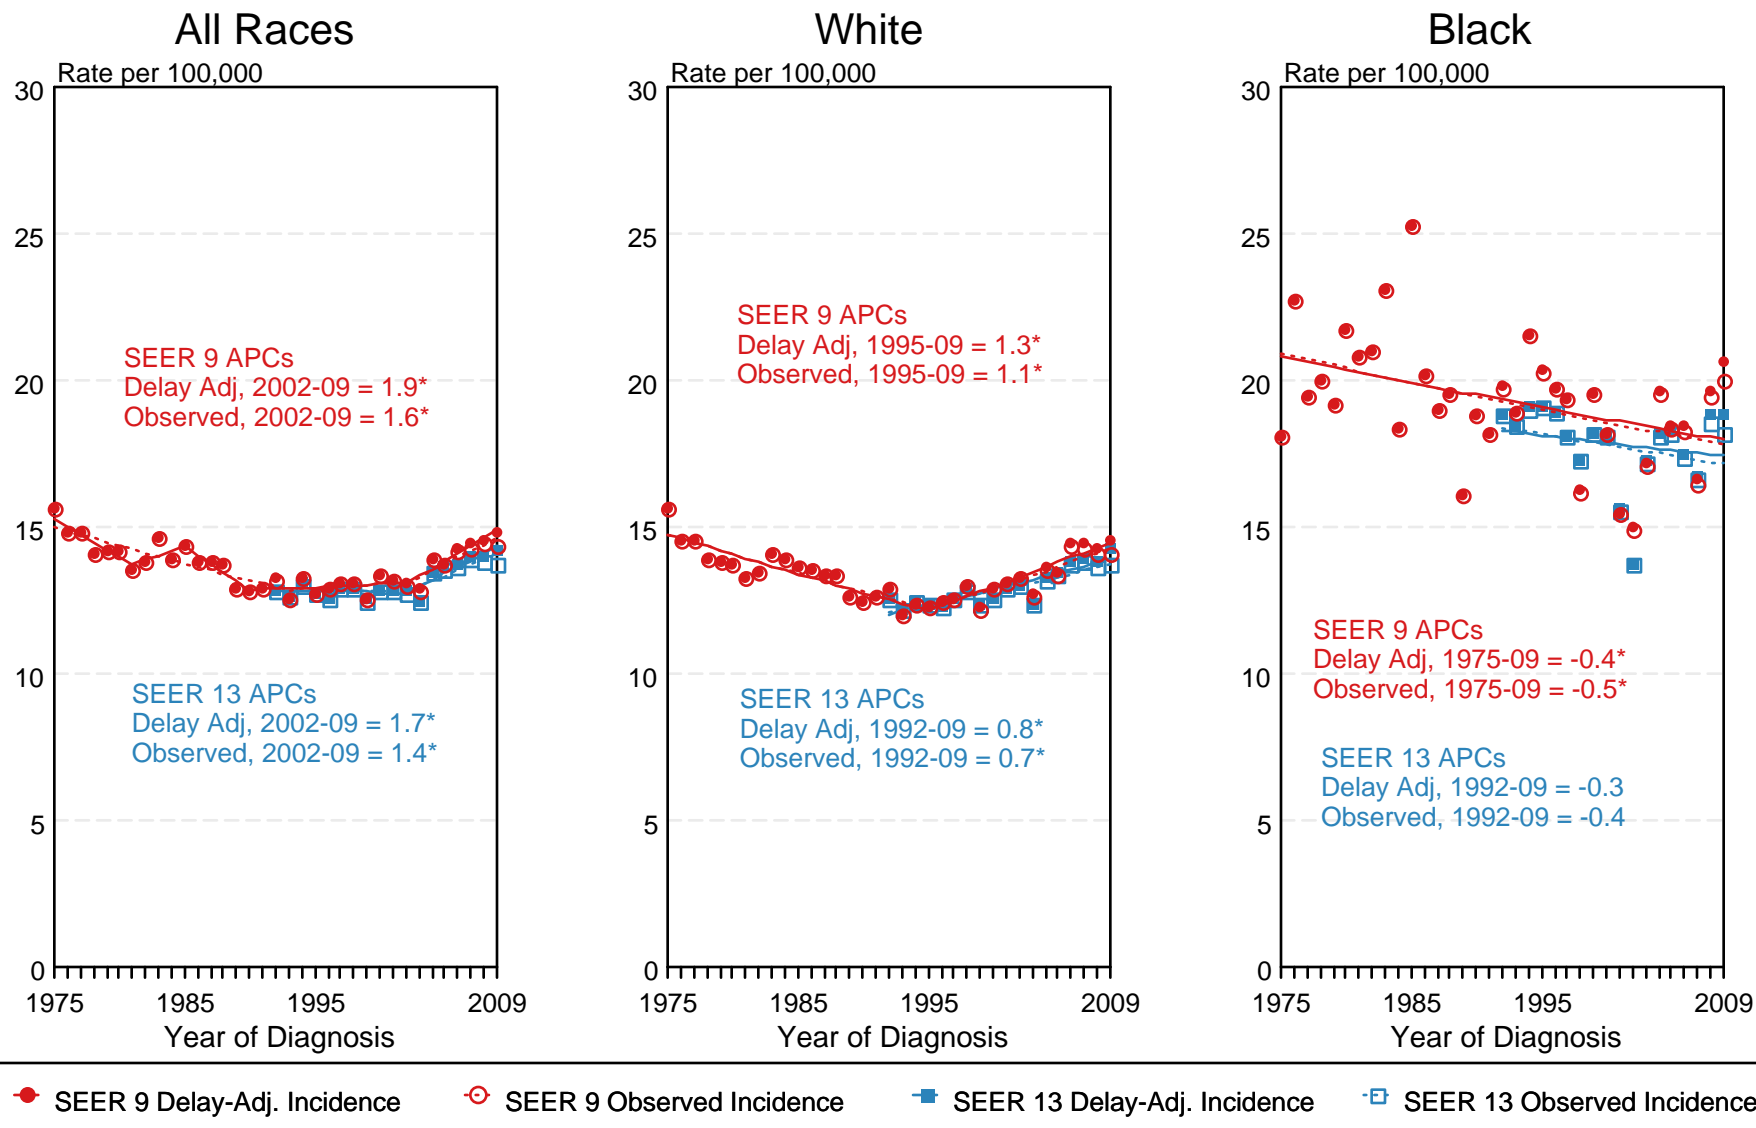 All Races
Rate per 100,000
30
25
20
15
10
5
0
SEER 9 APCs
Delay Adj, 2002-09 = 1.9*
Observed, 2002-09 = 1.6*
SEER 13 APCs
Delay Adj, 2002-09 = 1.7*
Observed, 2002-09 = 1.4*
1975 1985 1995 2009
Year of Diagnosis
White
Rate per 100,000
30
25
20
15
10
5
0
SEER 9 APCs
Delay Adj, 1995-09 = 1.3*
Observed, 1995-09 = 1.1*
SEER 13 APCs
Delay Adj, 1992-09 = 0.8*
Observed, 1992-09 = 0.7*
1975 1985 1995 2009
Year of Diagnosis
Black
Rate per 100,000
30
25
20
15
10
5
0
SEER 9 APCs
Delay Adj, 1975-09 = -0.4*
Observed, 1975-09 = -0.5*
SEER 13 APCs
Delay Adj, 1992-09 = -0.3
Observed, 1992-09 = -0.4
1975 1985 1995 2009
Year of Diagnosis
SEER 9 Delay-Adj. Incidence SEER 9 Observed Incidence SEER 13 Delay-Adj. Incidence SEER 13 Observed Incidence